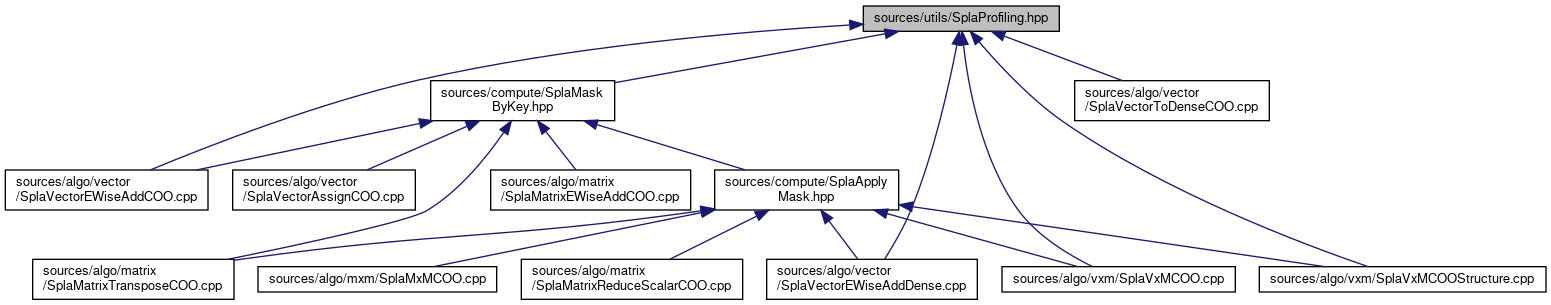 sources/utils/SplaProfiling.hpp
sources/compute/SplaMask
ByKey.hpp
sources/algo/vector
/SplaVectorToDenseCOO.cpp
sources/algo/vector
/SplaVectorEWiseAddCOO.cpp
sources/algo/vector
/SplaVectorAssignCOO.cpp
sources/algo/matrix
/SplaMatrixEWiseAddCOO.cpp
sources/compute/SplaApply
Mask.hpp
sources/algo/matrix
/SplaMatrixTransposeCOO.cpp
sources/algo/mxm/SplaMxMCOO.cpp
sources/algo/matrix
/SplaMatrixReduceScalarCOO.cpp
sources/algo/vector
/SplaVectorEWiseAddDense.cpp
sources/algo/vxm/SplaVxMCOO.cpp
sources/algo/vxm/SplaVxMCOOStructure.cpp